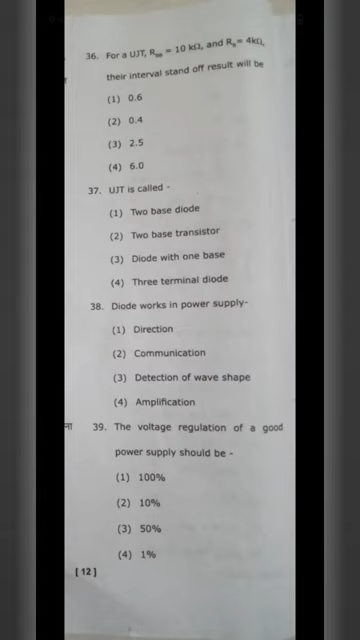 36. For a UJT, R_BB = 10 kΩ, and R_B = 4kΩ,
their interval stand off result will be
(1) 0.6
(2) 0.4
(3) 2.5
(4) 6.0
37. UJT is called -
(1) Two base diode
(2) Two base transistor
(3) Diode with one base
(4) Three terminal diode
38. Diode works in power supply-
(1) Direction
(2) Communication
(3) Detection of wave shape
(4) Amplification
39. The voltage regulation of a good
power supply should be -
(1) 100%
(2) 10%
(3) 50%
(4) 1%
[12]